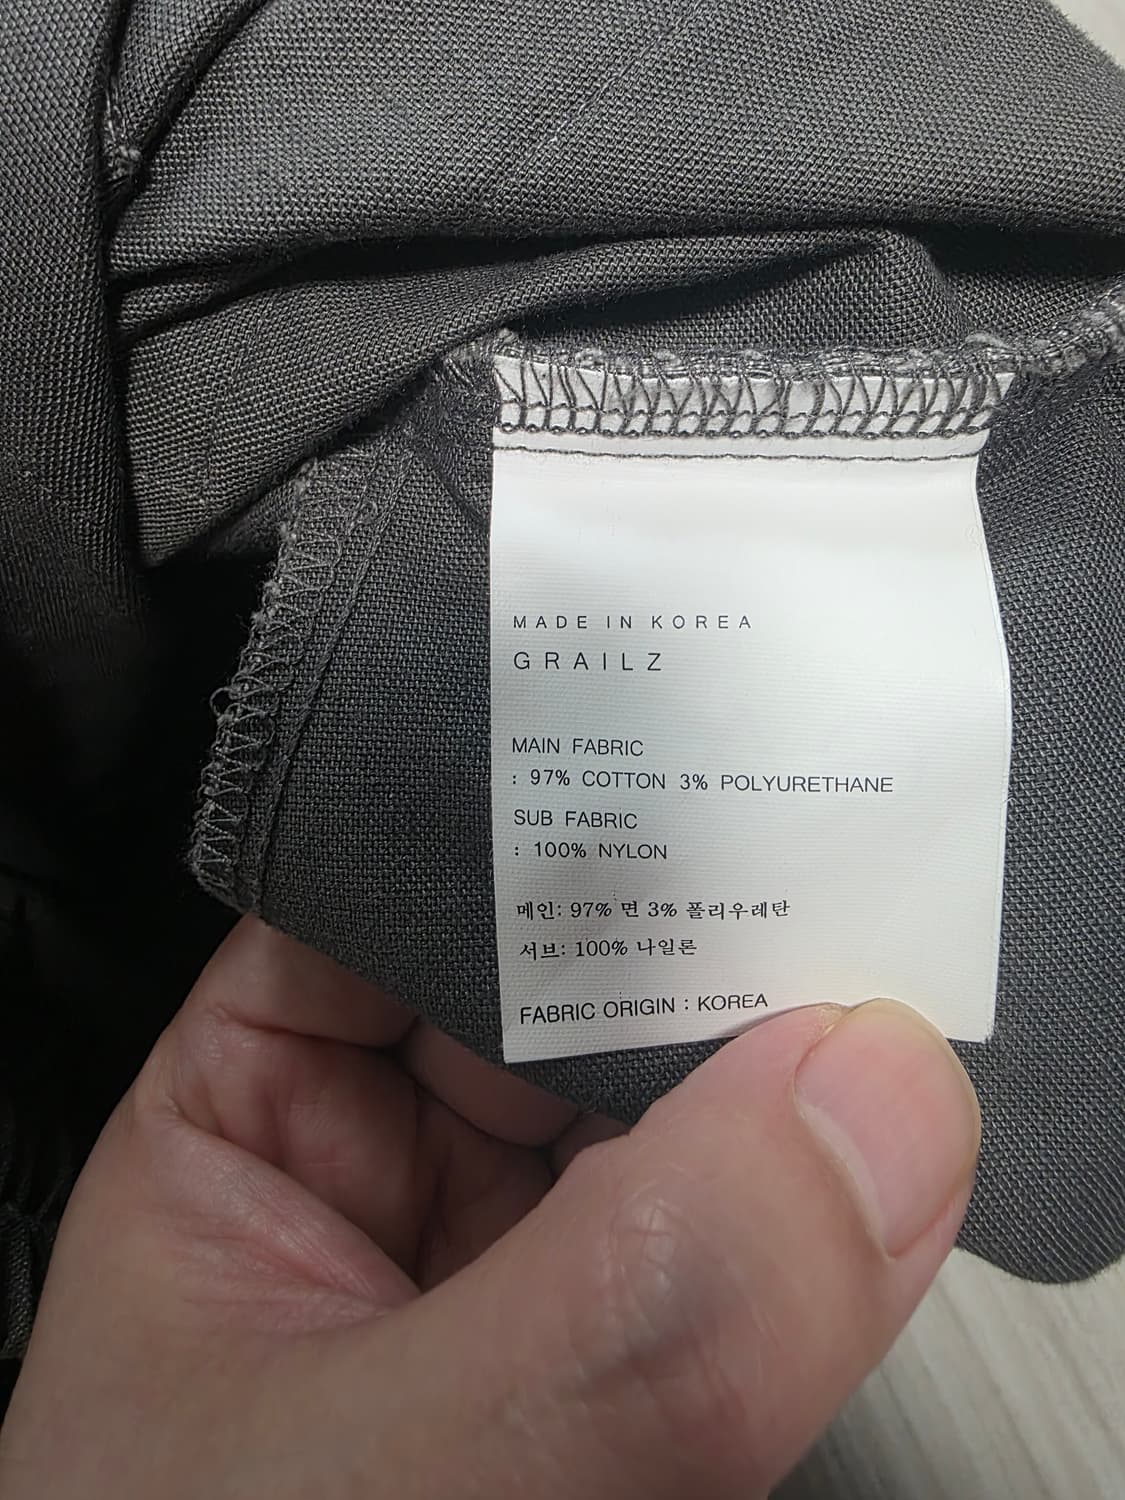 MADE IN KOREA
GRAILZ
MAIN FABRIC
: 97% COTTON 3% POLYURETHANE
SUB FABRIC
: 100% NYLON
메인: 97% 면 3% 폴리우레탄
서브: 100% 나일론
FABRIC ORIGIN : KOREA